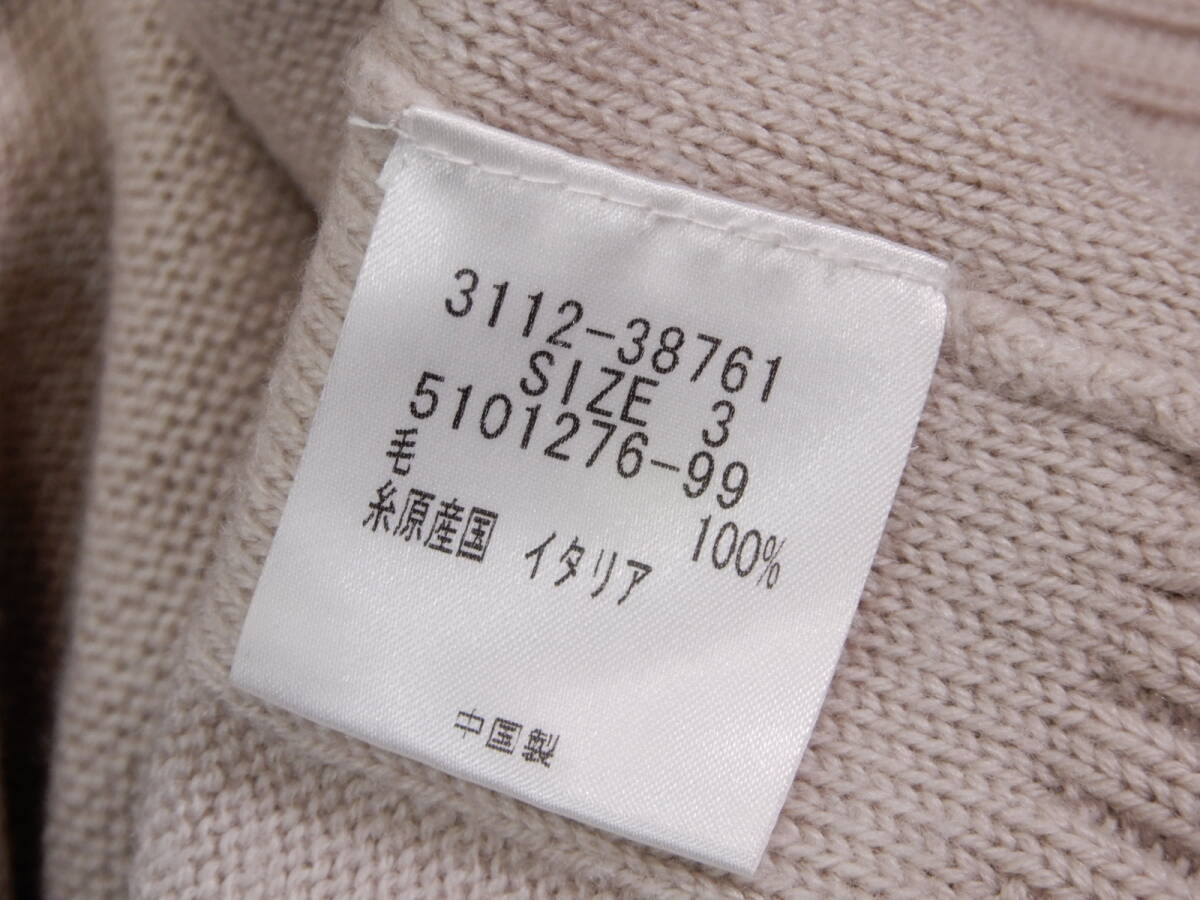 3112-38761
SIZE 3
5101276-99
毛 100%
糸原産国 イタリア
中国製